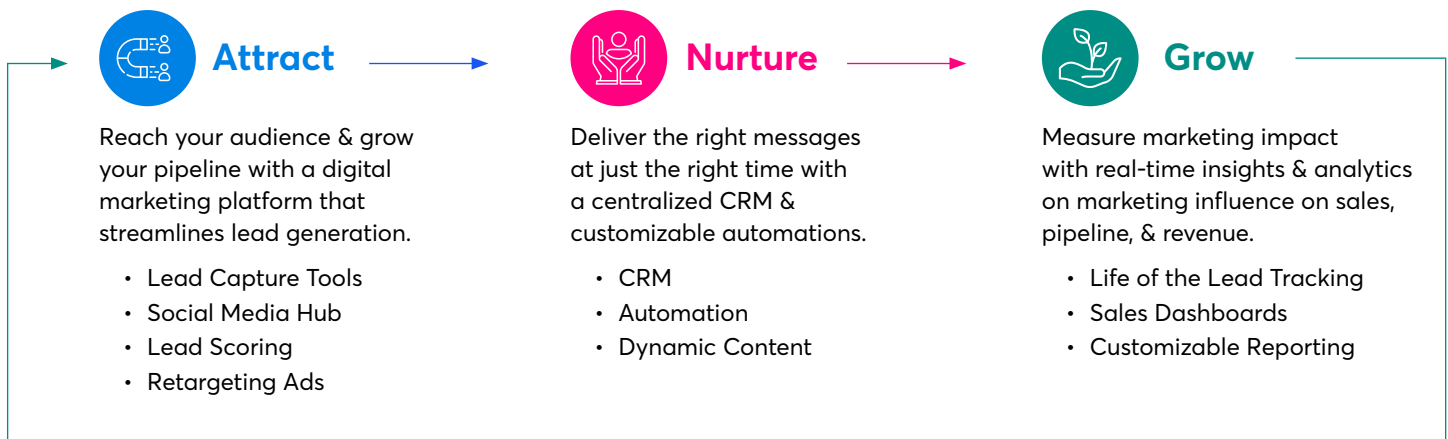 Attract
Reach your audience & grow
your pipeline with a digital
marketing platform that
streamlines lead generation.
• Lead Capture Tools
• Social Media Hub
• Lead Scoring
• Retargeting Ads
Nurture
Deliver the right messages
at just the right time with
a centralized CRM &
customizable automations.
• CRM
• Automation
• Dynamic Content
Grow
Measure marketing impact
with real-time insights & analytics
on marketing influence on sales,
pipeline, & revenue.
• Life of the Lead Tracking
• Sales Dashboards
• Customizable Reporting